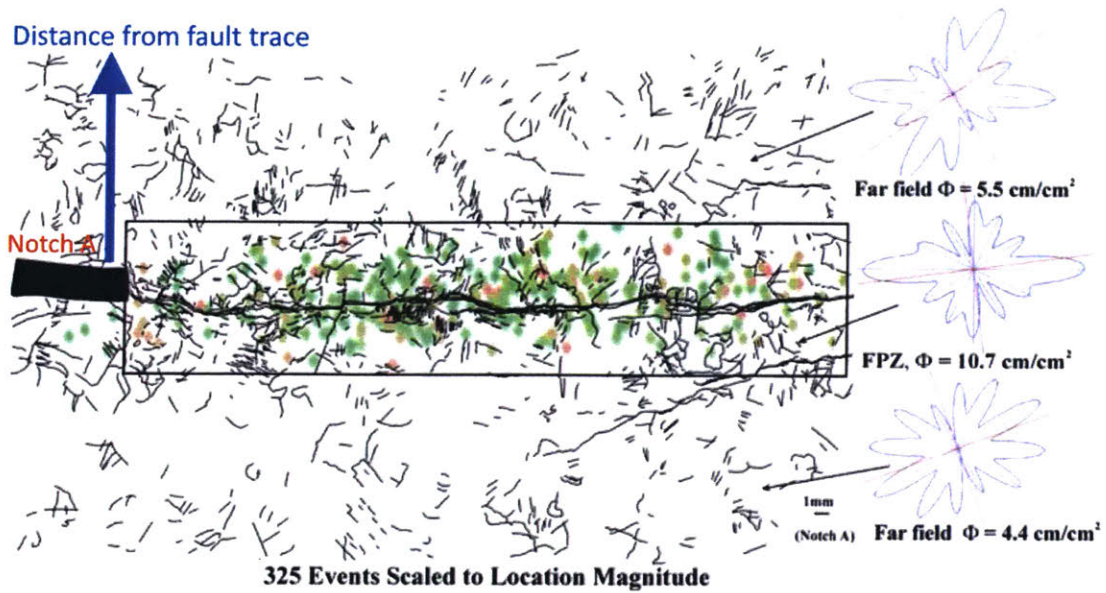 Distance from fault trace
Far field Φ = 5.5 cm/cm²
Notch A
FPZ, Φ = 10.7 cm/cm²
1mm
(Notch A) Far field Φ = 4.4 cm/cm²
325 Events Scaled to Location Magnitude